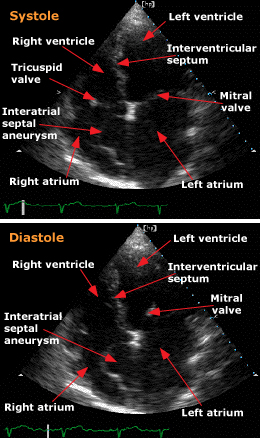 Systole
Left ventricle
Right ventricle
Interventricular
septum
Tricuspid
valve
Mitral
valve
Interatrial
septal
aneurysm
Right atrium
Left atrium
Diastole
Left ventricle
Right ventricle
Interventricular
septum
Mitral
valve
Interatrial
septal aneurysm
Right atrium
Left atrium